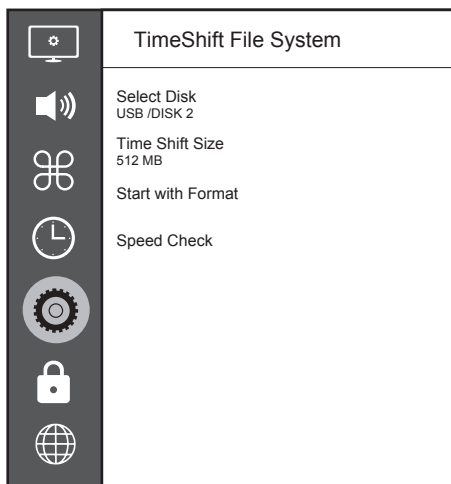 TimeShift File System
Select Disk
USB /DISK 2
Time Shift Size
512 MB
Start with Format
Speed Check